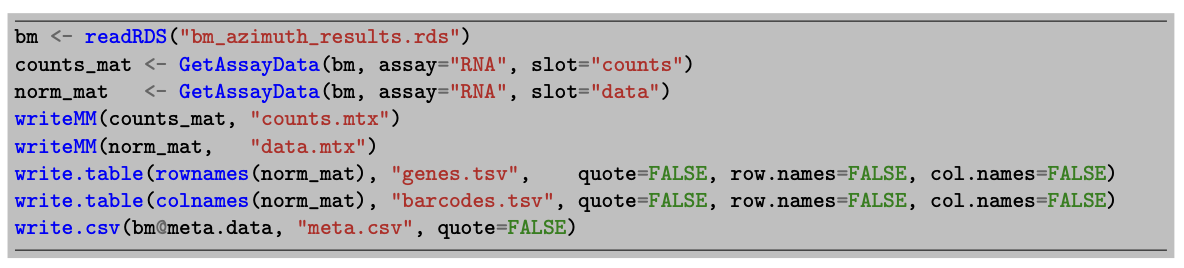 bm <- readRDS("bm_azimuth_results.rds")
counts_mat <- GetAssayData(bm, assay="RNA", slot="counts")
norm_mat   <- GetAssayData(bm, assay="RNA", slot="data")
writeMM(counts_mat, "counts.mtx")
writeMM(norm_mat,   "data.mtx")
write.table(rownames(norm_mat), "genes.tsv",    quote=FALSE, row.names=FALSE, col.names=FALSE)
write.table(colnames(norm_mat), "barcodes.tsv", quote=FALSE, row.names=FALSE, col.names=FALSE)
write.csv(bm@meta.data, "meta.csv", quote=FALSE)